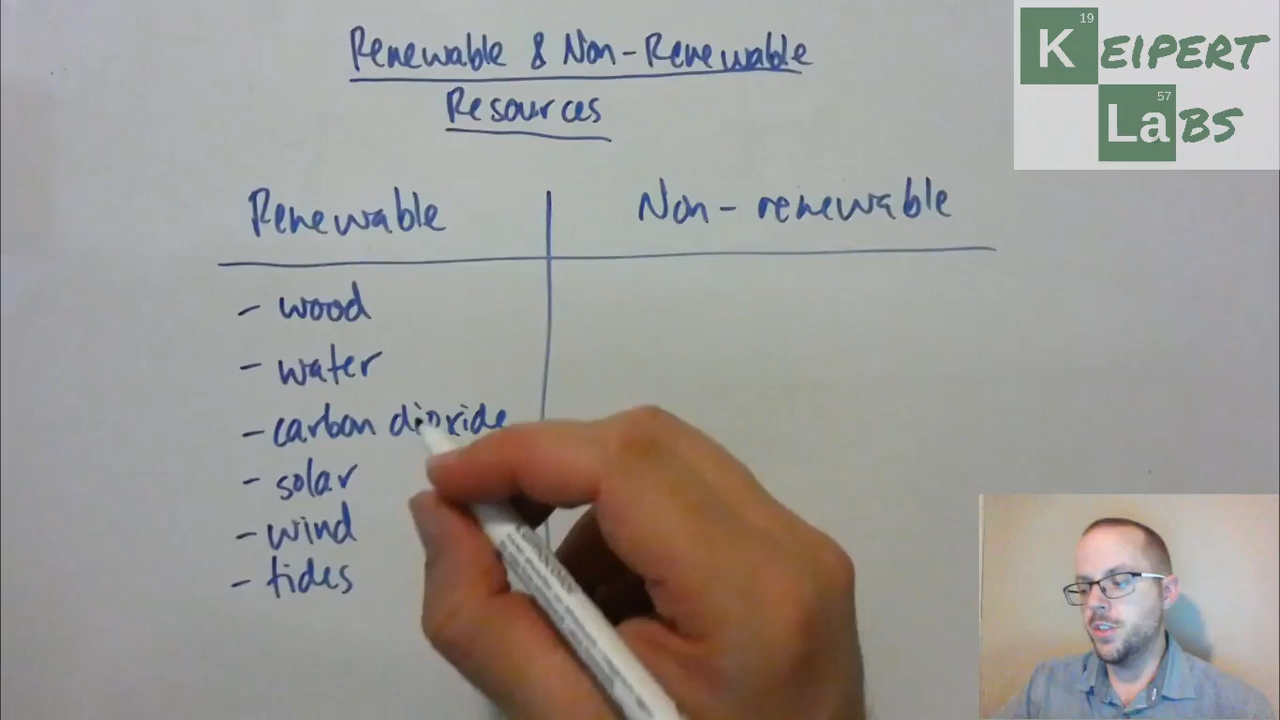 Renewable & Non-Renewable
Resources
19
KEIPERT
57
LaBS
Renewable
Non-renewable
- wood
- water
- carbon dioxide
- solar
- wind
- tides